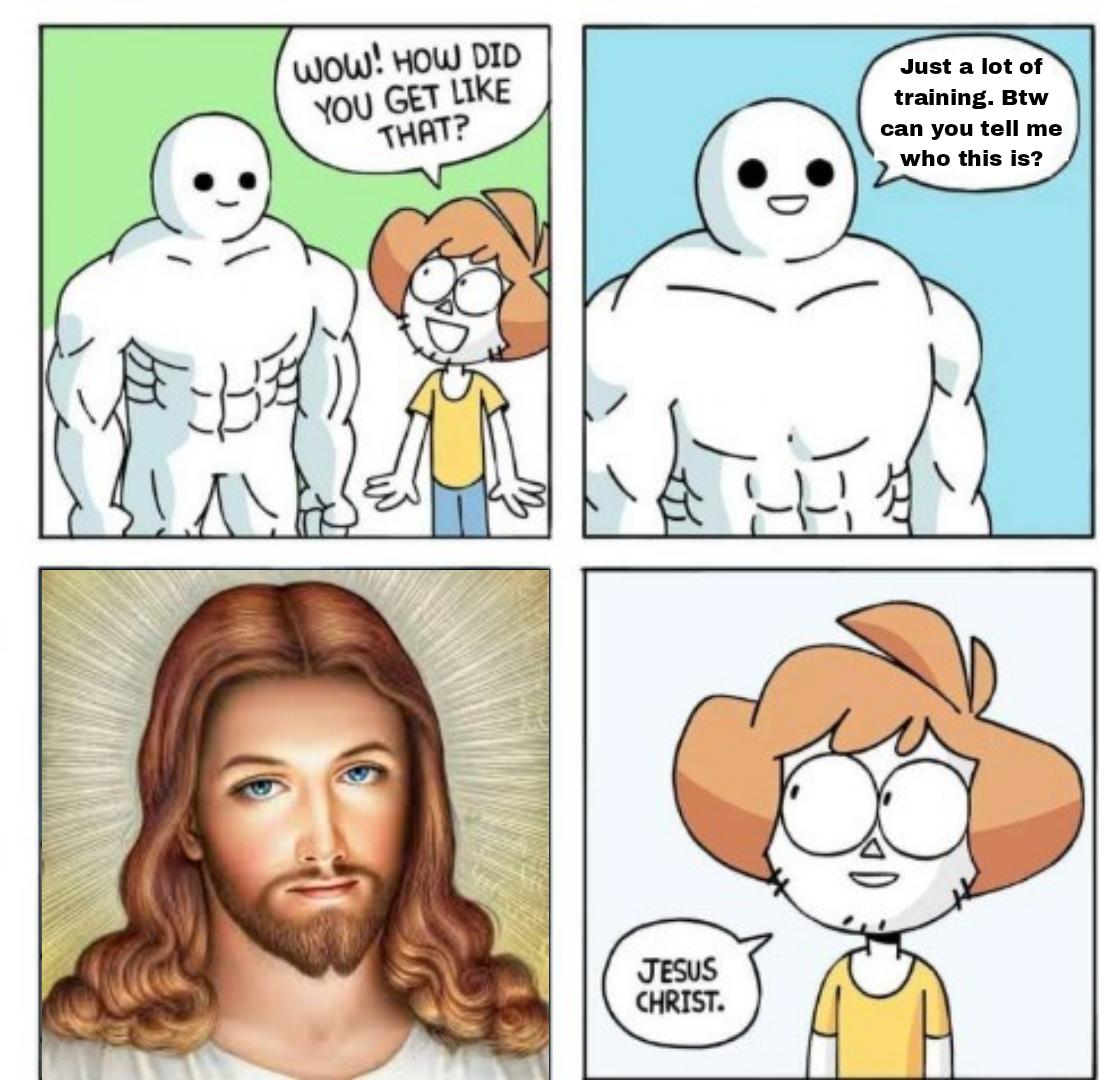 WOW! HOW DID
YOU GET LIKE
THAT?
Just a lot of
training. Btw
can you tell me
who this is?
JESUS
CHRIST.